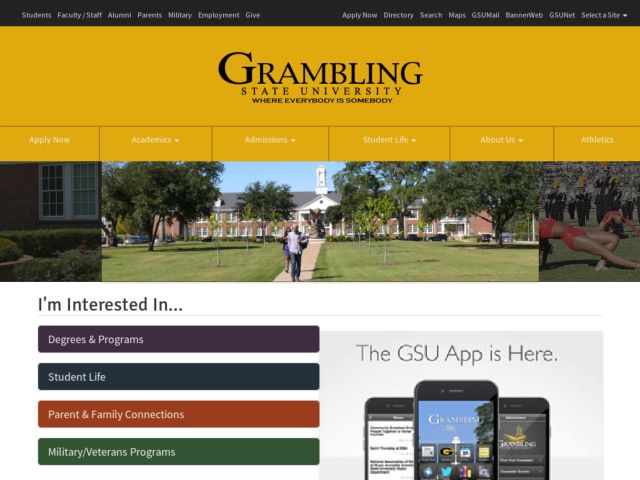 Students Faculty / Staff Alumni Parents Military Employment Give
Apply Now Directory Search Maps GSUMail BannerWeb GSUNet Select a Site
GRAMBLING
STATE UNIVERSITY
WHERE EVERYBODY IS SOMEBODY
Apply Now Academics Admissions Student Life About Us Athletics
I'm Interested In...
Degrees & Programs
Student Life
Parent & Family Connections
Military/Veterans Programs
The GSU App is Here.
GRAMBLING
GRAMBLING